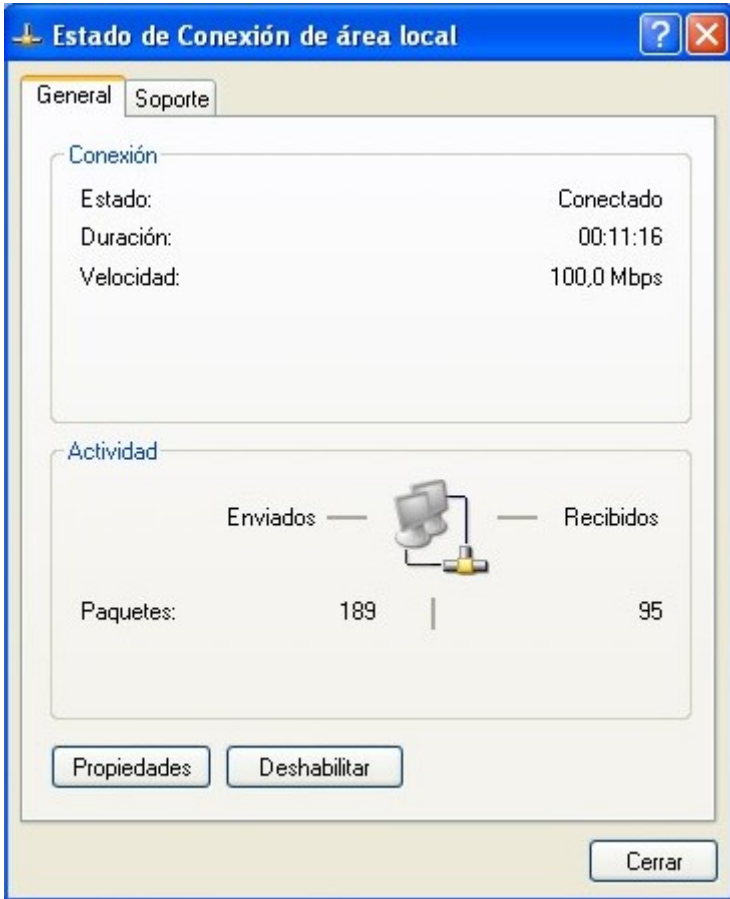 Estado de Conexión de área local
General Soporte
Conexión
Estado: Conectado
Duración: 00:11:16
Velocidad: 100,0 Mbps
Actividad
Enviados Recibidos
Paquetes: 189 95
Propiedades Deshabilitar
Cerrar